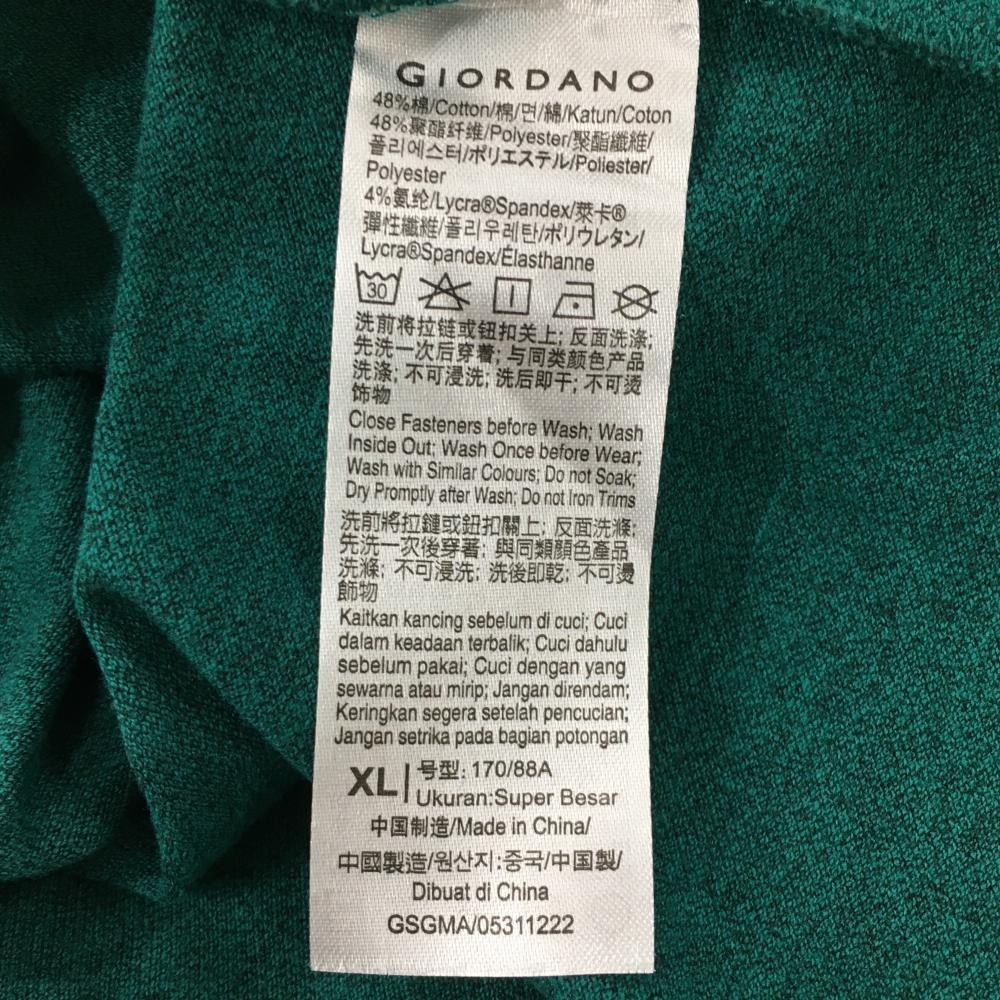 GIORDANO
48%棉/Cotton/棉/면/綿/Katun/Coton
48%聚酯纤维/Polyester/聚酯纖維/
폴리에스터/ポリエステル/Poliester/
Polyester
4%氨纶/Lycra®Spandex/萊卡®
彈性纖維/폴리우레탄/ポリウレタン/
Lycra®Spandex/Élasthanne
30
洗前将拉链或钮扣关上; 反面洗涤;
先洗一次后穿着; 与同类颜色产品
洗涤; 不可浸洗; 洗后即干; 不可烫
饰物
Close Fasteners before Wash; Wash
Inside Out; Wash Once before Wear;
Wash with Similar Colours; Do not Soak;
Dry Promptly after Wash; Do not Iron Trims
洗前將拉鏈或鈕扣關上; 反面洗滌;
先洗一次後穿著; 與同類顏色產品
洗滌; 不可浸洗; 洗後即乾; 不可燙
飾物
Kaitkan kancing sebelum di cuci; Cuci
dalam keadaan terbalik; Cuci dahulu
sebelum pakai; Cuci dengan yang
sewarna atau mirip; Jangan direndam;
Keringkan segera setelah pencucian;
Jangan setrika pada bagian potongan
XL 号型: 170/88A
Ukuran:Super Besar
中国制造/Made in China/
中國製造/원산지:중국/中国製/
Dibuat di China
GSGMA/05311222